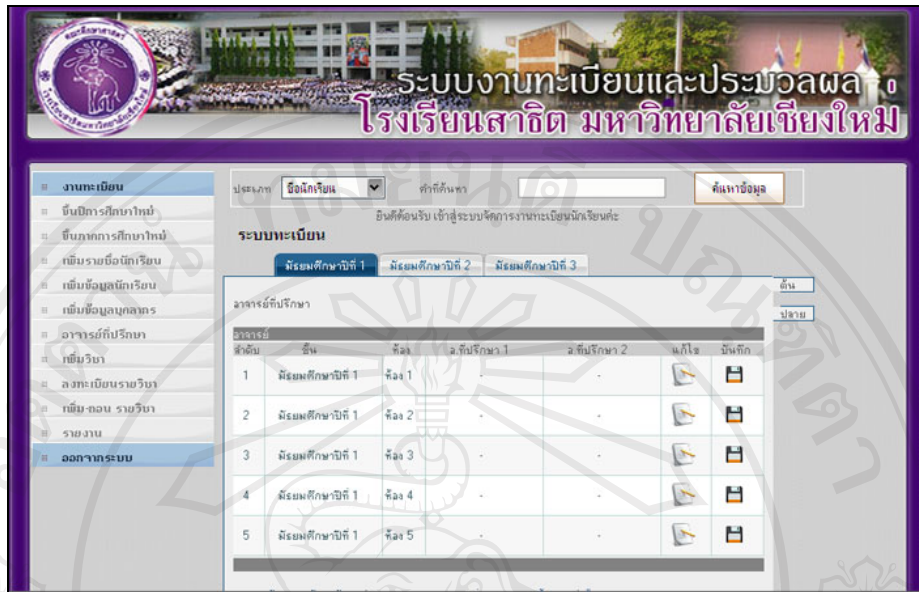 ระบบงานทะเบียนและประมวลผล
โรงเรียนสาธิต มหาวิทยาลัยเชียงใหม่
งานทะเบียน
ขึ้นปีการศึกษาใหม่
ขึ้นภาคการศึกษาใหม่
เพิ่มรายชื่อนักเรียน
เพิ่มข้อมูลนักเรียน
เพิ่มข้อมูลบุคลากร
อาจารย์ที่ปรึกษา
เพิ่มวิชา
ลงทะเบียนรายวิชา
เพิ่ม-ถอน รายวิชา
รายงาน
ออกจากระบบ
ประเภท ชื่อนักเรียน คำที่ค้นหา ค้นหาข้อมูล
ยินดีต้อนรับ เข้าสู่ระบบจัดการงานทะเบียนนักเรียนค่ะ
ระบบทะเบียน
มัธยมศึกษาปีที่ 1 มัธยมศึกษาปีที่ 2 มัธยมศึกษาปีที่ 3
ต้น
ปลาย
อาจารย์ที่ปรึกษา
อาจารย์
ลำดับ ชั้น ห้อง อ.ที่ปรึกษา 1 อ.ที่ปรึกษา 2 แก้ไข บันทึก
1 มัธยมศึกษาปีที่ 1 ห้อง 1 - -
2 มัธยมศึกษาปีที่ 1 ห้อง 2 - -
3 มัธยมศึกษาปีที่ 1 ห้อง 3 - -
4 มัธยมศึกษาปีที่ 1 ห้อง 4 - -
5 มัธยมศึกษาปีที่ 1 ห้อง 5 - -